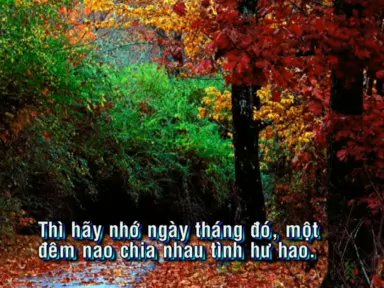 Thì hãy nhớ ngày tháng đó, một
đêm nao chia nhau tình hư hao.